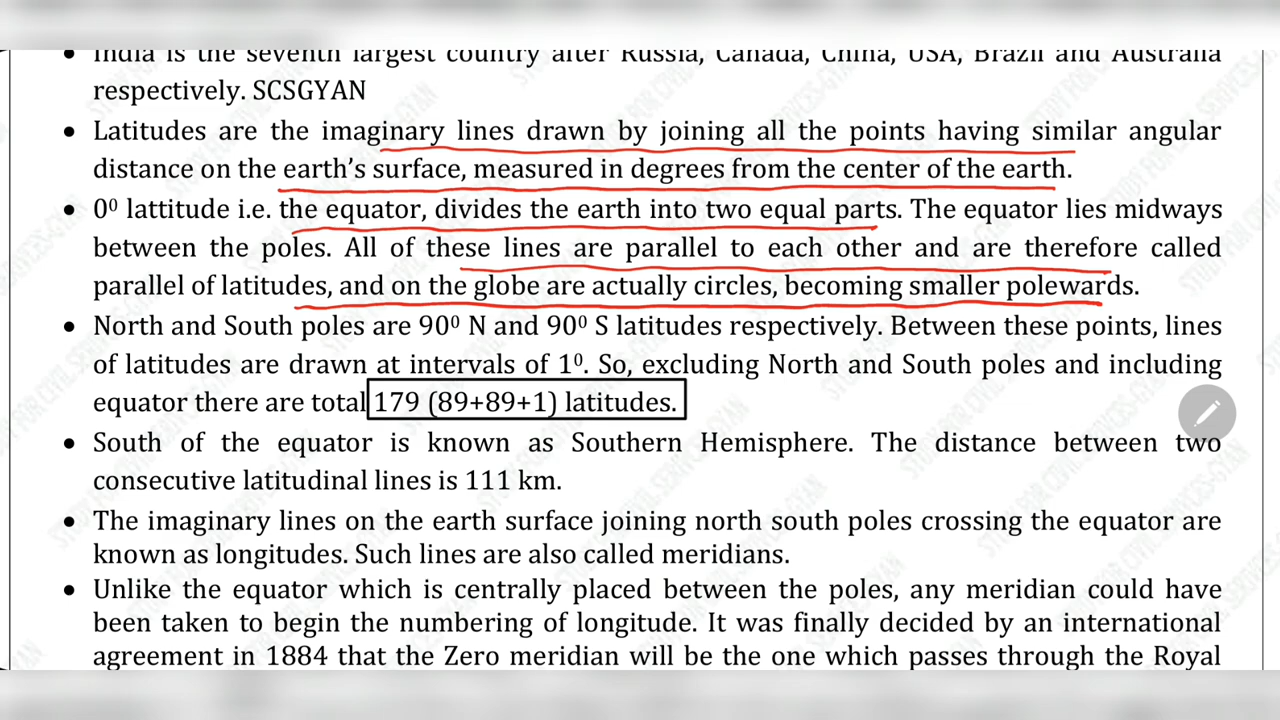 • India is the seventh largest country after Russia, Canada, China, USA, Brazil and Australia
respectively. SCSGYAN
• Latitudes are the imaginary lines drawn by joining all the points having similar angular
distance on the earth’s surface, measured in degrees from the center of the earth.
• 0⁰ lattitude i.e. the equator, divides the earth into two equal parts. The equator lies midways
between the poles. All of these lines are parallel to each other and are therefore called
parallel of latitudes, and on the globe are actually circles, becoming smaller polewards.
• North and South poles are 90⁰ N and 90⁰ S latitudes respectively. Between these points, lines
of latitudes are drawn at intervals of 1⁰. So, excluding North and South poles and including
equator there are total 179 (89+89+1) latitudes.
• South of the equator is known as Southern Hemisphere. The distance between two
consecutive latitudinal lines is 111 km.
• The imaginary lines on the earth surface joining north south poles crossing the equator are
known as longitudes. Such lines are also called meridians.
• Unlike the equator which is centrally placed between the poles, any meridian could have
been taken to begin the numbering of longitude. It was finally decided by an international
agreement in 1884 that the Zero meridian will be the one which passes through the Royal